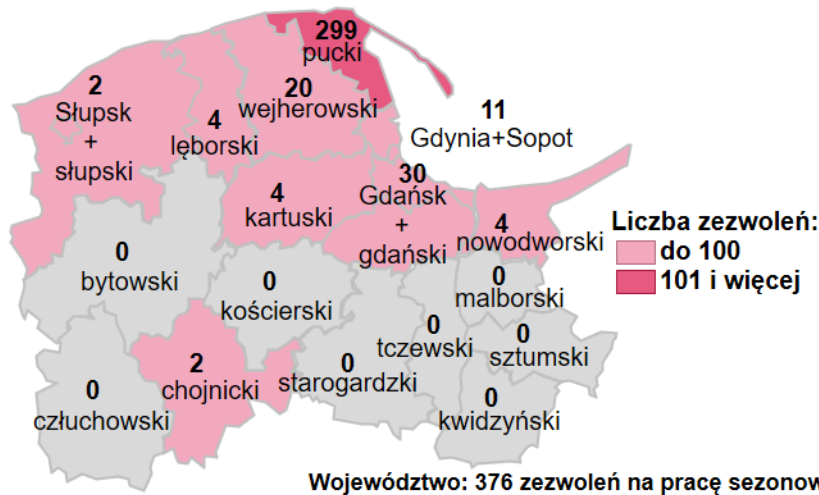 299
pucki
2
Słupsk
+
słupski
4
lęborski
20
wejherowski
11
Gdynia+Sopot
4
kartuski
30
Gdańsk
+
gdański
4
nowodworski
Liczba zezwoleń:
do 100
101 i więcej
0
bytowski
0
kościerski
0
malborski
0
tczewski
0
sztumski
0
człuchowski
2
chojnicki
0
starogardzki
0
kwidzyński
Województwo: 376 zezwoleń na pracę sezonow